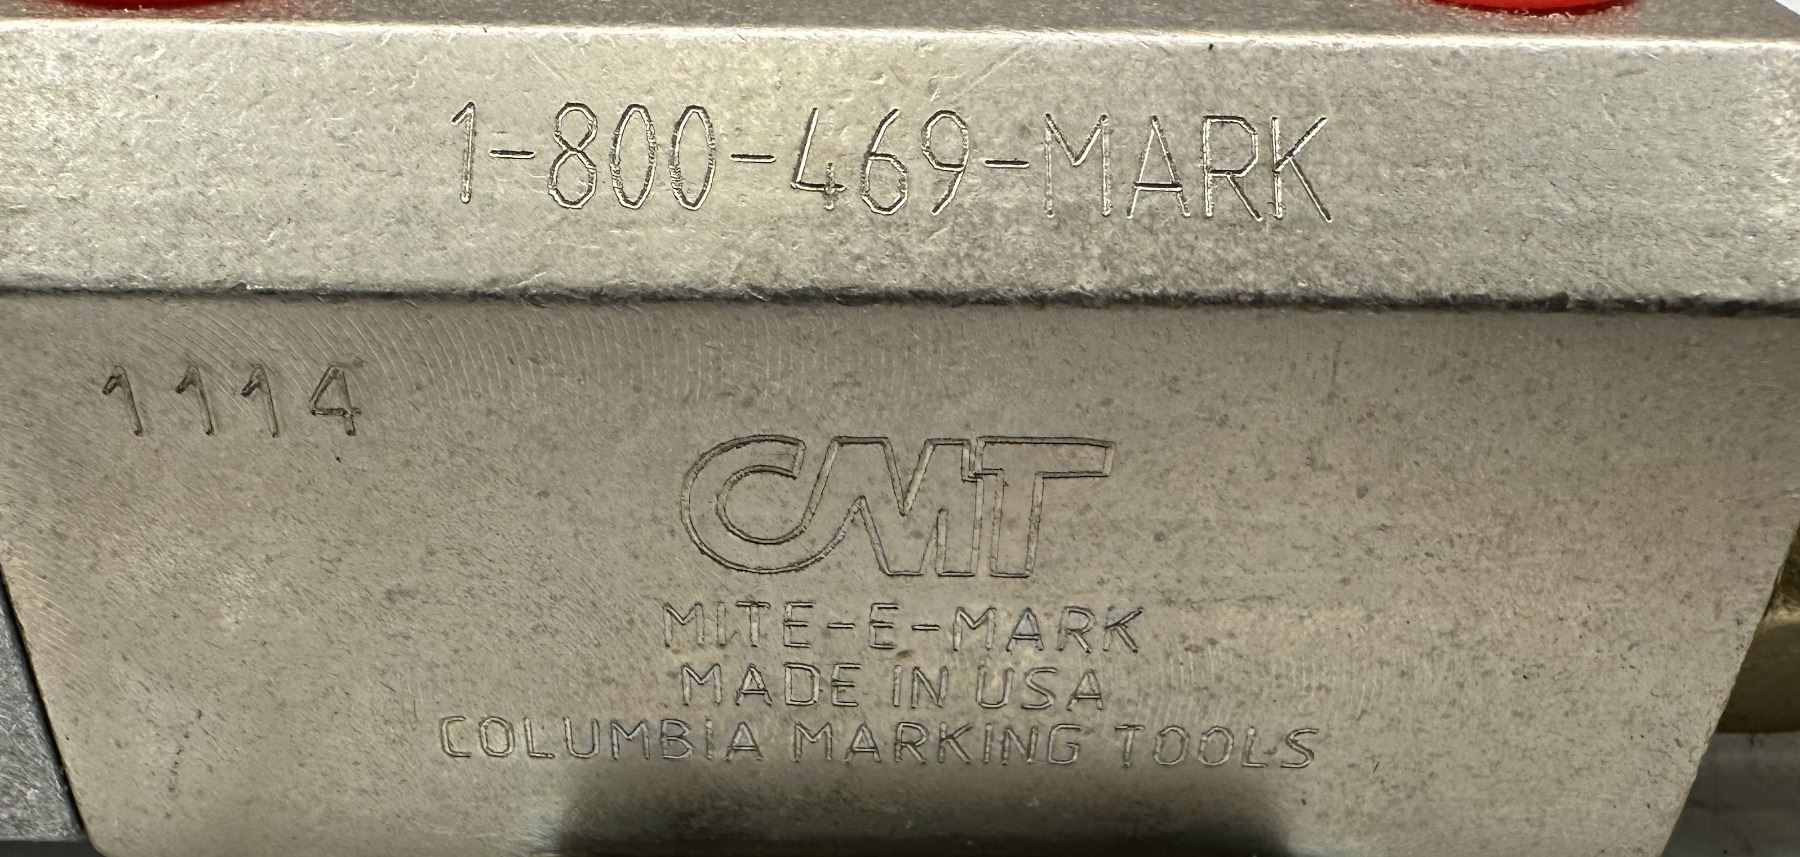 1-800-469-MARK
1114
CMT
MITE-E-MARK
MADE IN USA
COLUMBIA MARKING TOOLS